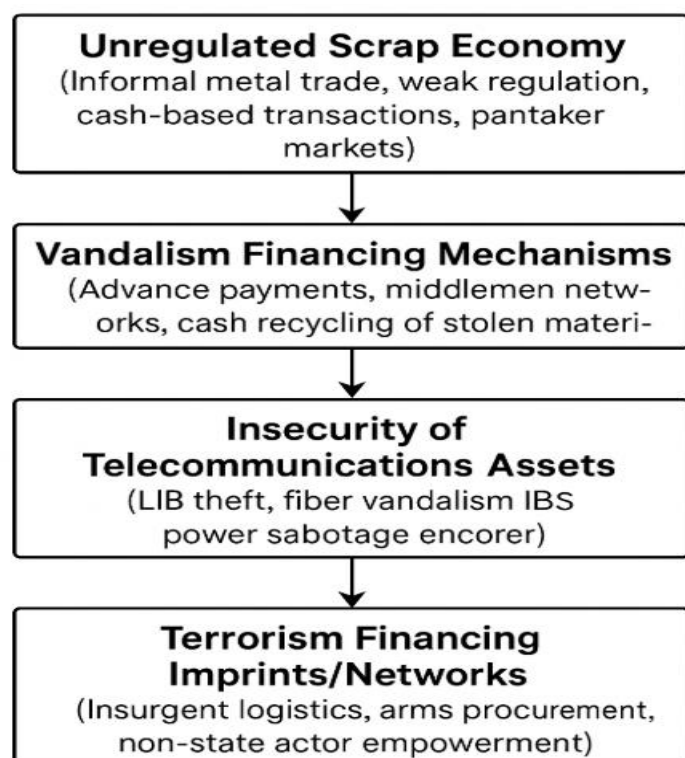 Unregulated Scrap Economy
(Informal metal trade, weak regulation,
cash-based transactions, pantaker
markets)
Vandalism Financing Mechanisms
(Advance payments, middlemen netw-
orks, cash recycling of stolen materi-
Insecurity of
Telecommunications Assets
(LIB theft, fiber vandalism IBS
power sabotage encorer)
Terrorism Financing
Imprints/Networks
(Insurgent logistics, arms procurement,
non-state actor empowerment)